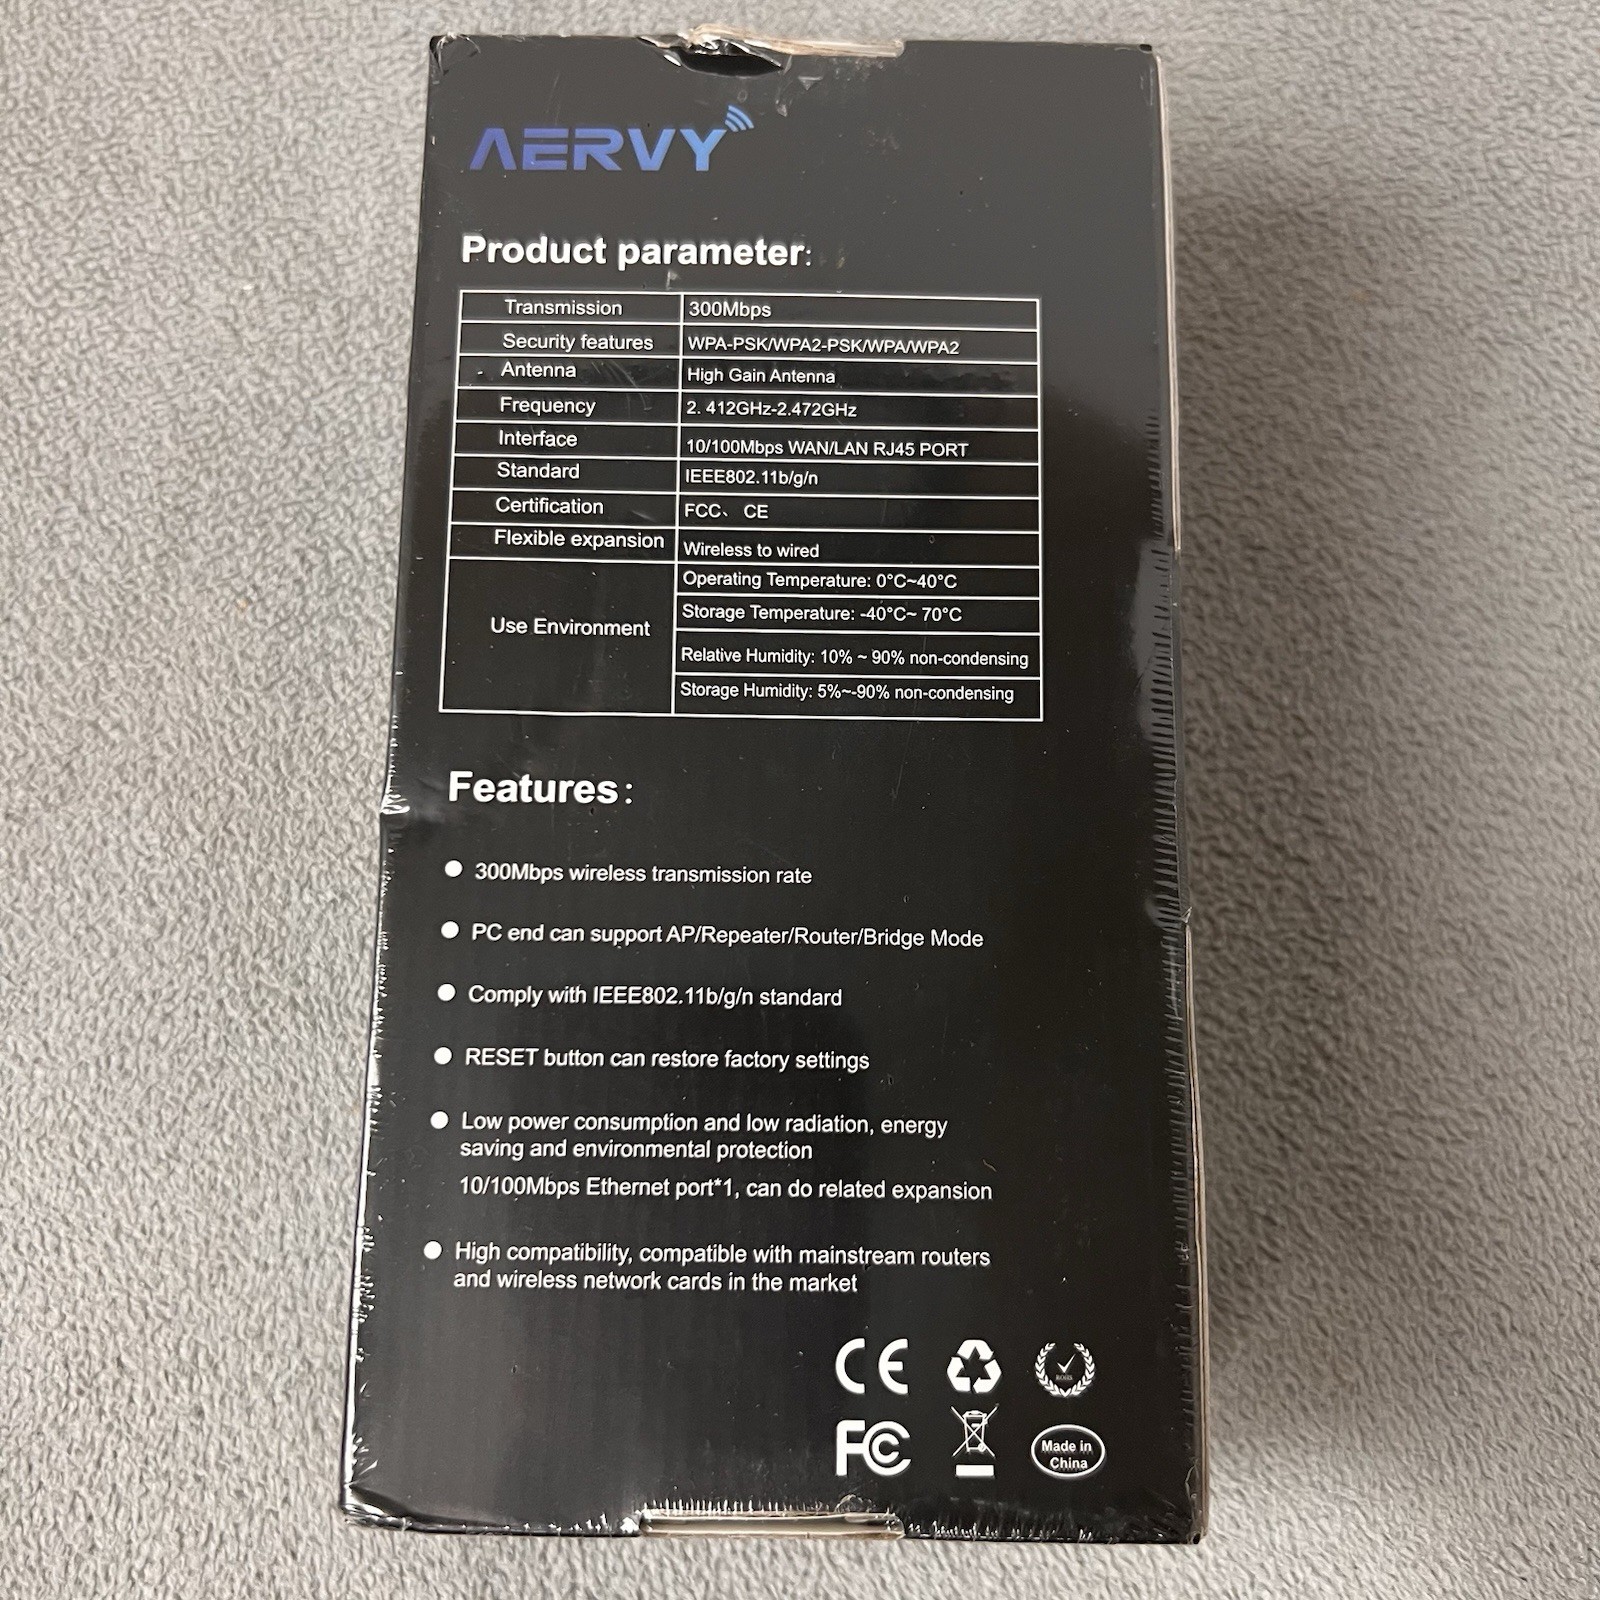 AERVY
Product parameter:
Transmission 300Mbps
Security features WPA-PSK/WPA2-PSK/WPA/WPA2
Antenna High Gain Antenna
Frequency 2. 412GHz-2.472GHz
Interface 10/100Mbps WAN/LAN RJ45 PORT
Standard IEEE802.11b/g/n
Certification FCC、 CE
Flexible expansion Wireless to wired
Use Environment
Operating Temperature: 0°C~40°C
Storage Temperature: -40°C~ 70°C
Relative Humidity: 10% ~ 90% non-condensing
Storage Humidity: 5%~-90% non-condensing
Features:
300Mbps wireless transmission rate
PC end can support AP/Repeater/Router/Bridge Mode
Comply with IEEE802.11b/g/n standard
RESET button can restore factory settings
Low power consumption and low radiation, energy
saving and environmental protection
10/100Mbps Ethernet port*1, can do related expansion
High compatibility, compatible with mainstream routers
and wireless network cards in the market
CE
ROHS
FC
Made in
China